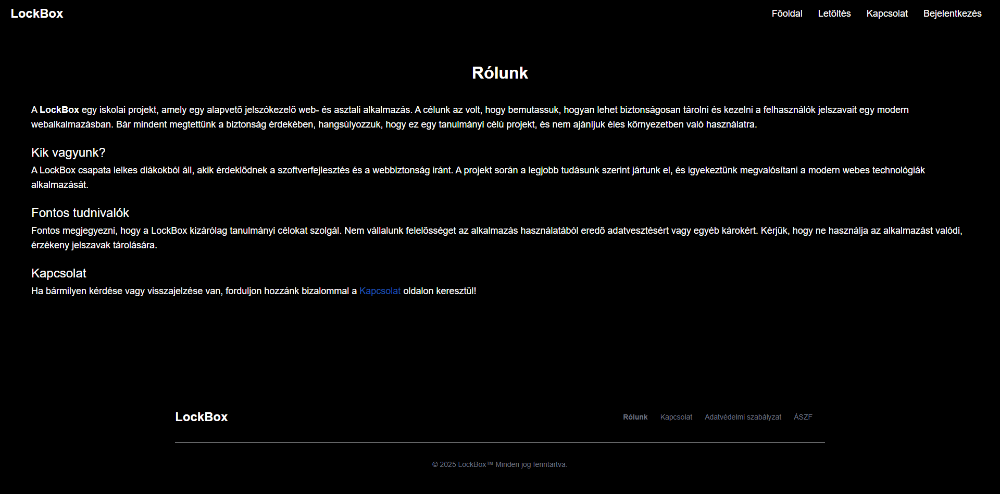 LockBox
Főoldal Letöltés Kapcsolat Bejelentkezés
Rólunk
A LockBox egy iskolai projekt, amely egy alapvető jelszókezelő web- és asztali alkalmazás. A célunk az volt, hogy bemutassuk, hogyan lehet biztonságosan tárolni és kezelni a felhasználók jelszavait egy modern
webalkalmazásban. Bár mindent megtettünk a biztonság érdekében, hangsúlyozzuk, hogy ez egy tanulmányi célú projekt, és nem ajánljuk éles környezetben való használatra.
Kik vagyunk?
A LockBox csapata lelkes diákokból áll, akik érdeklődnek a szoftverfejlesztés és a webbiztonság iránt. A projekt során a legjobb tudásunk szerint jártunk el, és igyekeztünk megvalósítani a modern webes technológiák
alkalmazását.
Fontos tudnivalók
Fontos megjegyezni, hogy a LockBox kizárólag tanulmányi célokat szolgál. Nem vállalunk felelősséget az alkalmazás használatából eredő adatvesztésért vagy egyéb károkért. Kérjük, hogy ne használja az alkalmazást valódi,
érzékeny jelszavak tárolására.
Kapcsolat
Ha bármilyen kérdése vagy visszajelzése van, forduljon hozzánk bizalommal a Kapcsolat oldalon keresztül!
LockBox
Rólunk Kapcsolat Adatvédelmi szabályzat ÁSZF
© 2025 LockBox™ Minden jog fenntartva.